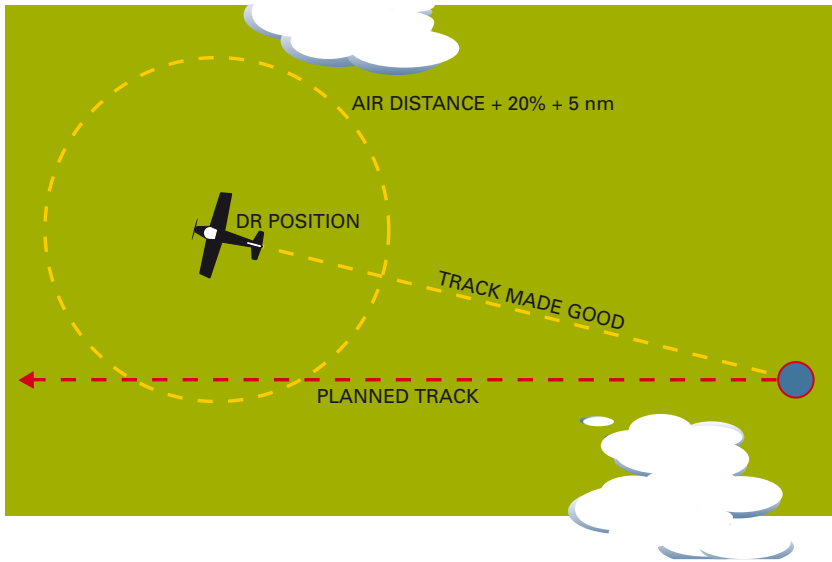 AIR DISTANCE + 20% + 5 nm
DR POSITION
TRACK MADE GOOD
PLANNED TRACK